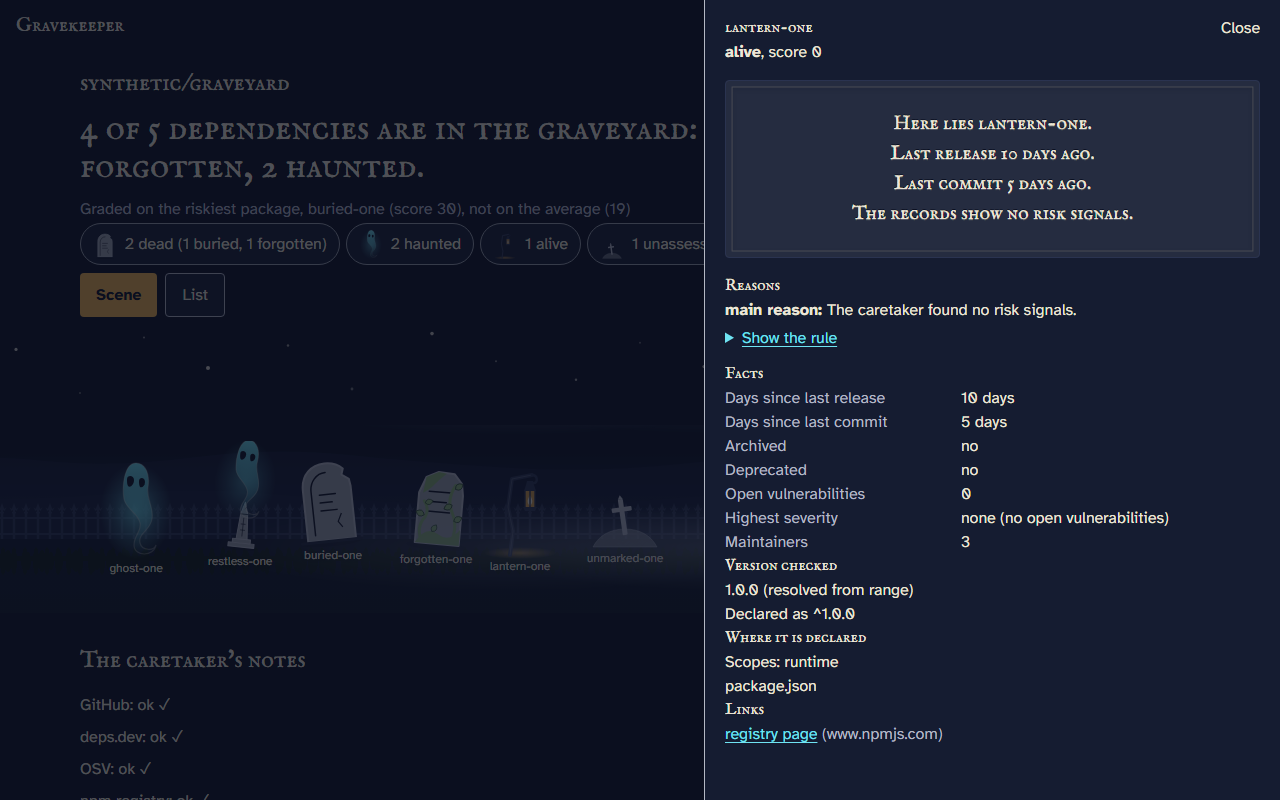 Gravekeeper
synthetic/graveyard
4 of 5 dependencies are in the graveyard:
forgotten, 2 haunted.
Graded on the riskiest package, buried-one (score 30), not on the average (19)
2 dead (1 buried, 1 forgotten)
2 haunted
1 alive
1 unassess
Scene
List
ghost-one
restless-one
buried-one
forgotten-one
lantern-one
unmarked-one
The caretaker's notes
GitHub: ok ✓
deps.dev: ok ✓
OSV: ok ✓
npm registry: ok ✓
lantern-one
Close
alive, score 0
Here lies lantern-one.
Last release 10 days ago.
Last commit 5 days ago.
The records show no risk signals.
Reasons
main reason: The caretaker found no risk signals.
▶ Show the rule
Facts
Days since last release 10 days
Days since last commit 5 days
Archived no
Deprecated no
Open vulnerabilities 0
Highest severity none (no open vulnerabilities)
Maintainers 3
Version checked
1.0.0 (resolved from range)
Declared as ^1.0.0
Where it is declared
Scopes: runtime
package.json
Links
registry page (www.npmjs.com)